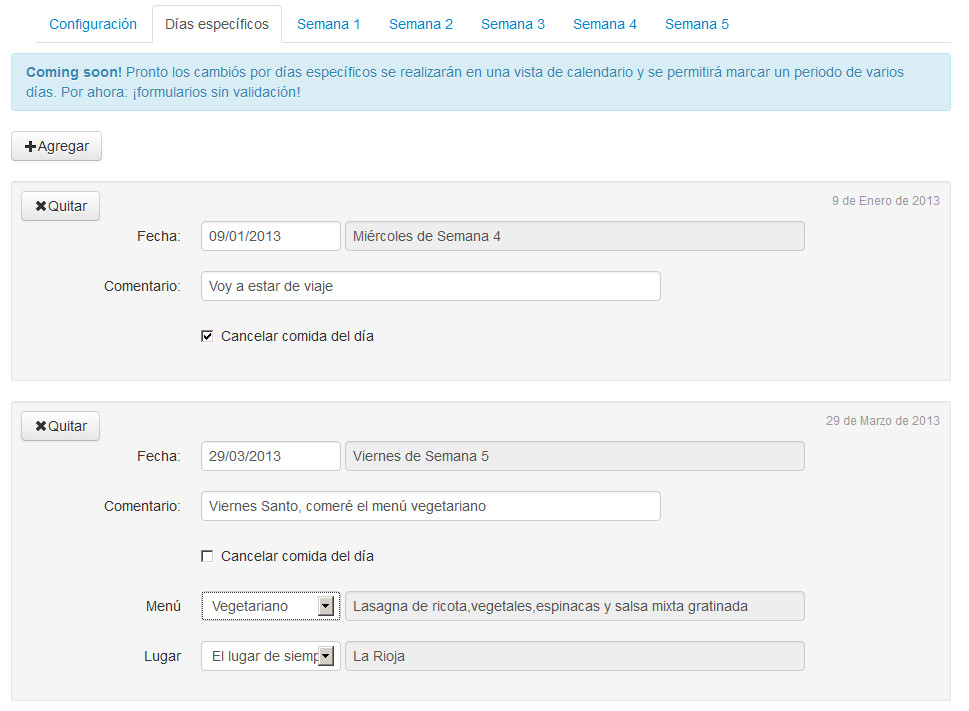 Configuración Días específicos Semana 1 Semana 2 Semana 3 Semana 4 Semana 5
Coming soon! Pronto los cambiós por días específicos se realizarán en una vista de calendario y se permitirá marcar un periodo de varios
días. Por ahora: ¡formularios sin validación!
Agregar
Quitar 9 de Enero de 2013
Fecha: 09/01/2013 Miércoles de Semana 4
Comentario: Voy a estar de viaje
Cancelar comida del día
Quitar 29 de Marzo de 2013
Fecha: 29/03/2013 Viernes de Semana 5
Comentario: Viernes Santo, comeré el menú vegetariano
Cancelar comida del día
Menú Vegetariano Lasagna de ricota,vegetales,espinacas y salsa mixta gratinada
Lugar El lugar de siemp La Rioja